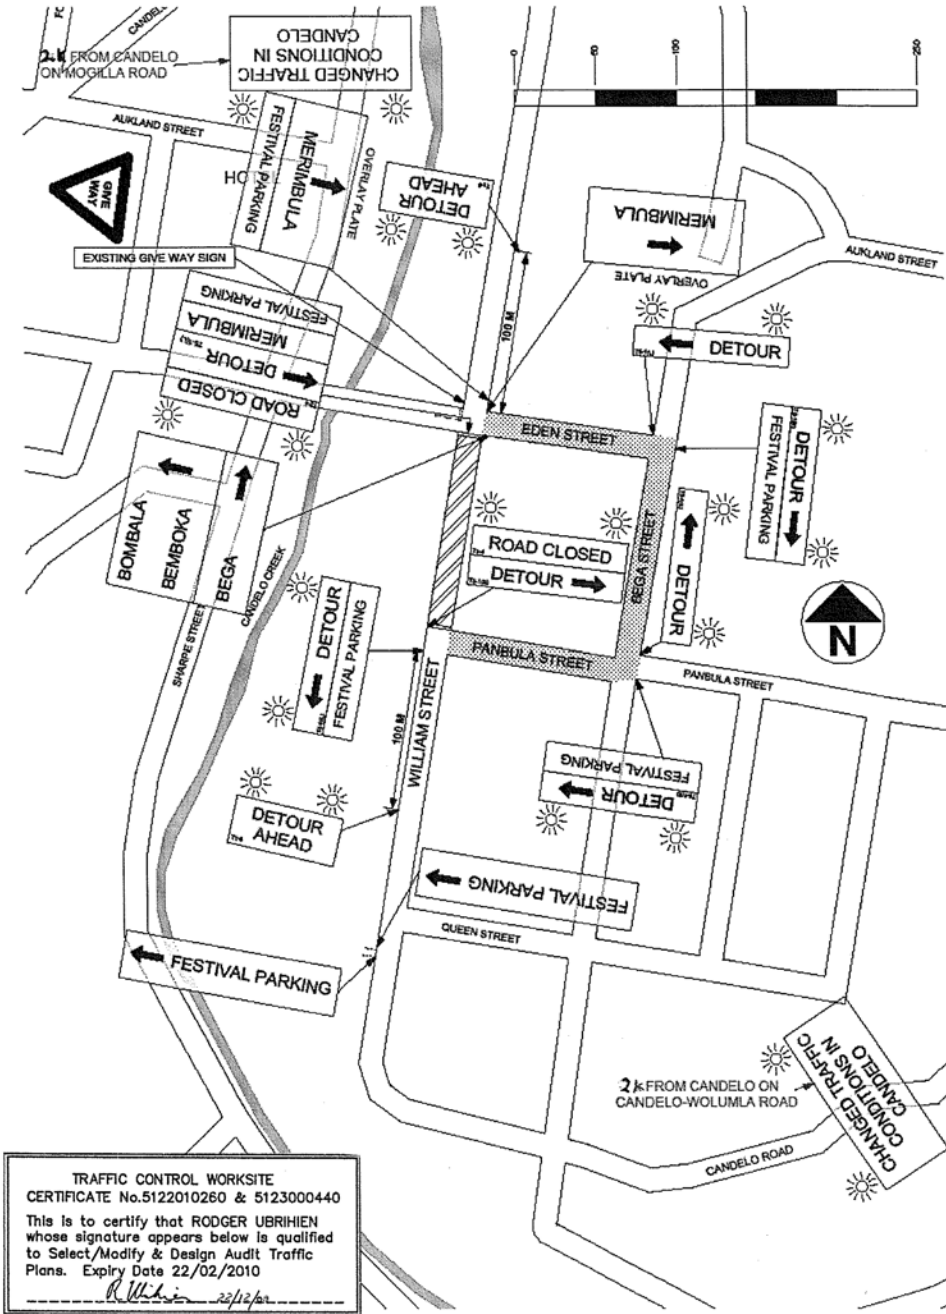 CANDELO
2k FROM CANDELO
ON MOGILLA ROAD
CHANGED TRAFFIC
CONDITIONS IN
CANDELO
0
100
250
AUKLAND STREET
GIVE
WAY
EXISTING GIVE WAY SIGN
FESTIVAL PARKING
MERIMBULA
OVERLAY PLATE
DETOUR
AHEAD
100 M
MERIMBULA
OVERLAY PLATE
AUKLAND STREET
FESTIVAL PARKING
MERIMBULA
DETOUR
ROAD CLOSED
DETOUR
EDEN STREET
DETOUR
FESTIVAL PARKING
BOMBALA
BEMBOKA
BEGA
CANDELO CREEK
SHARPE STREET
ROAD CLOSED
DETOUR
BEGA STREET
DETOUR
N
DETOUR
FESTIVAL PARKING
PANBULA STREET
PANBULA STREET
WILLIAM STREET
100 M
DETOUR
AHEAD
FESTIVAL PARKING
DETOUR
FESTIVAL PARKING
QUEEN STREET
FESTIVAL PARKING
CHANGED TRAFFIC
CONDITIONS IN
CANDELO
2k FROM CANDELO ON
CANDELO-WOLUMLA ROAD
CANDELO ROAD
TRAFFIC CONTROL WORKSITE
CERTIFICATE No.5122010260 & 5123000440
This is to certify that RODGER UBRIHIEN
whose signature appears below is qualified
to Select/Modify & Design Audit Traffic
Plans. Expiry Date 22/02/2010